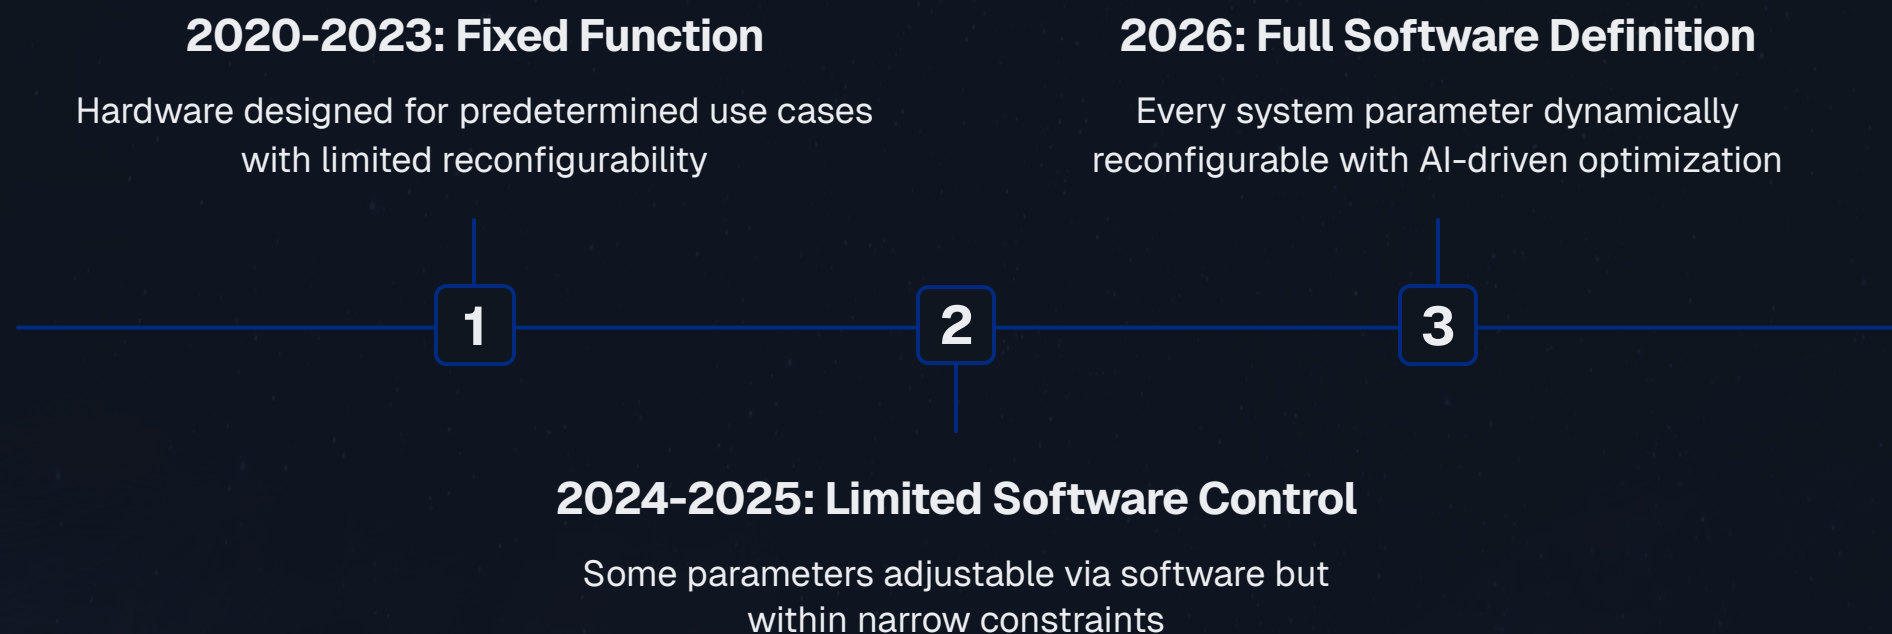 2020-2023: Fixed Function
Hardware designed for predetermined use cases
with limited reconfigurability
2026: Full Software Definition
Every system parameter dynamically
reconfigurable with AI-driven optimization
1
2
3
2024-2025: Limited Software Control
Some parameters adjustable via software but
within narrow constraints